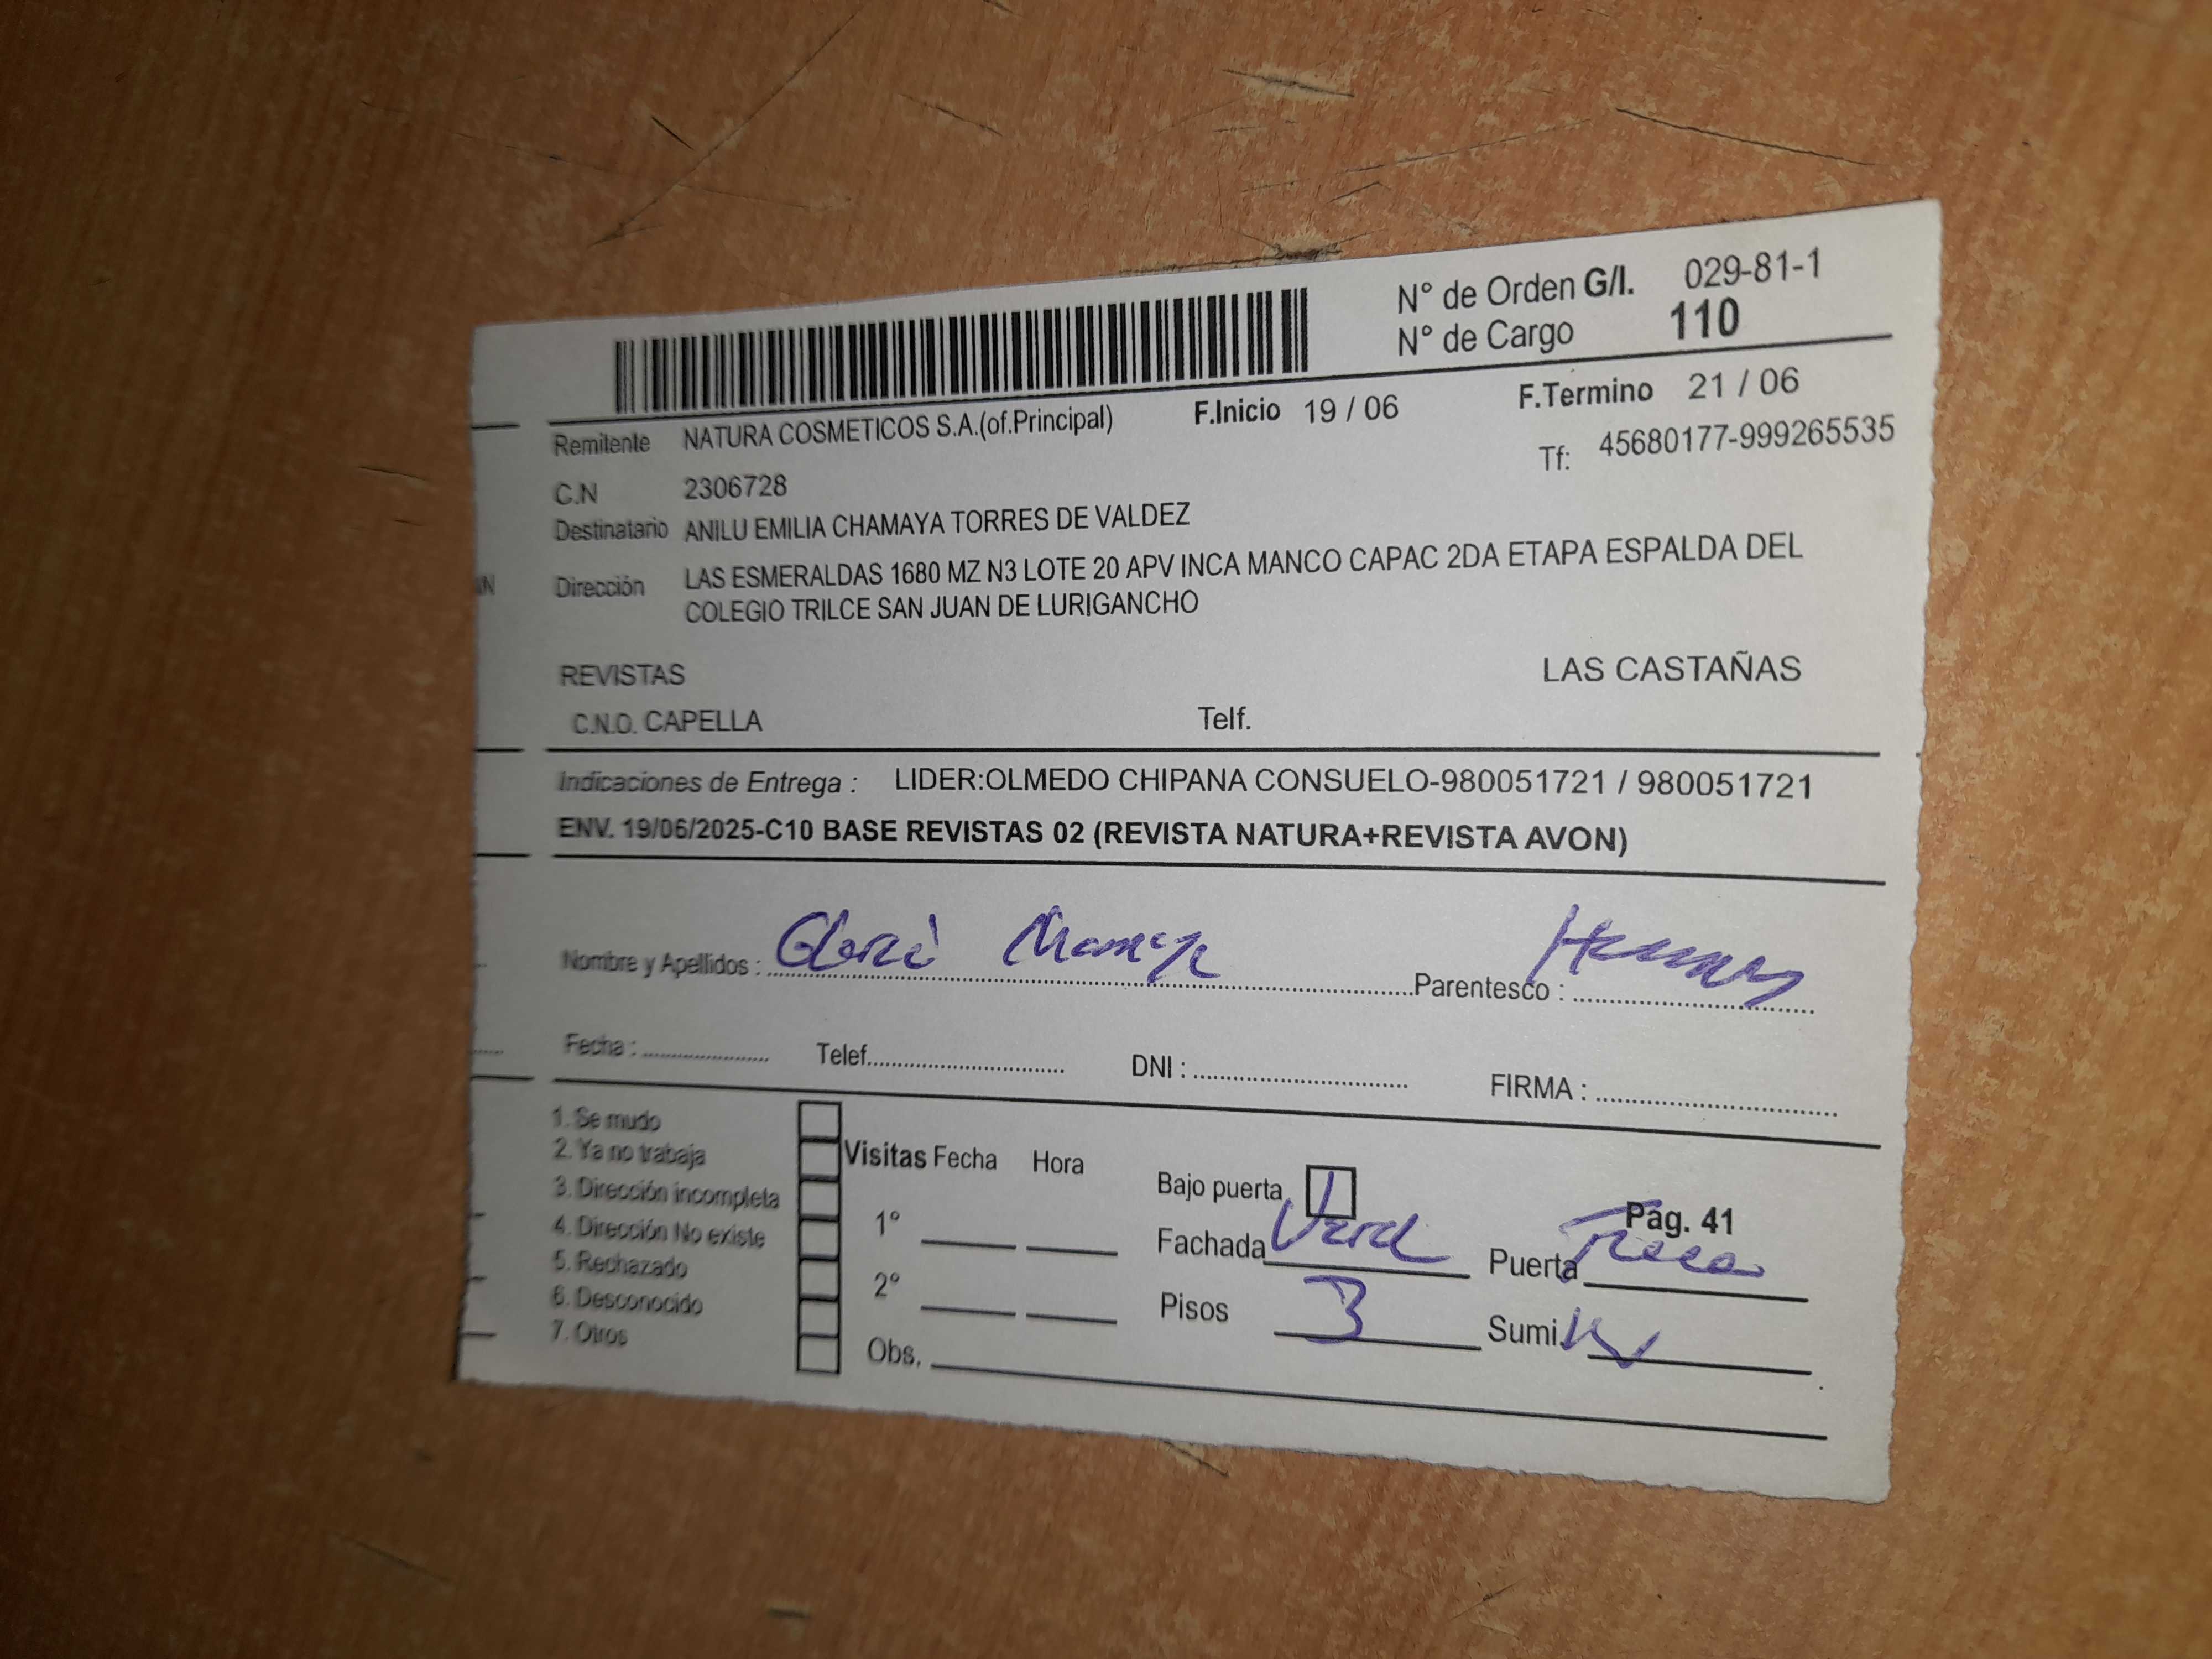 N° de Orden G/I. 029-81-1
N° de Cargo 110
Remitente NATURA COSMETICOS S.A.(of.Principal) F.Inicio 19 / 06 F.Termino 21 / 06
Tf: 45680177-999265535
C.N 2306728
Destinatario ANILU EMILIA CHAMAYA TORRES DE VALDEZ
Dirección LAS ESMERALDAS 1680 MZ N3 LOTE 20 APV INCA MANCO CAPAC 2DA ETAPA ESPALDA DEL
COLEGIO TRILCE SAN JUAN DE LURIGANCHO
REVISTAS LAS CASTAÑAS
C.N.O. CAPELLA Telf.
Indicaciones de Entrega : LIDER:OLMEDO CHIPANA CONSUELO-980051721 / 980051721
ENV. 19/06/2025-C10 BASE REVISTAS 02 (REVISTA NATURA+REVISTA AVON)
Nombre y Apellidos : Parentesco :
Fecha : Telef. DNI : FIRMA :
1. Se mudo
2. Ya no trabaja
3. Dirección incompleta
4. Dirección No existe
5. Rechazado
6. Desconocido
7. Otros
Visitas Fecha Hora
1°
2°
Obs.
Bajo puerta
Pág. 41
Fachada Verd Puerta
Pisos 3 Sumi.